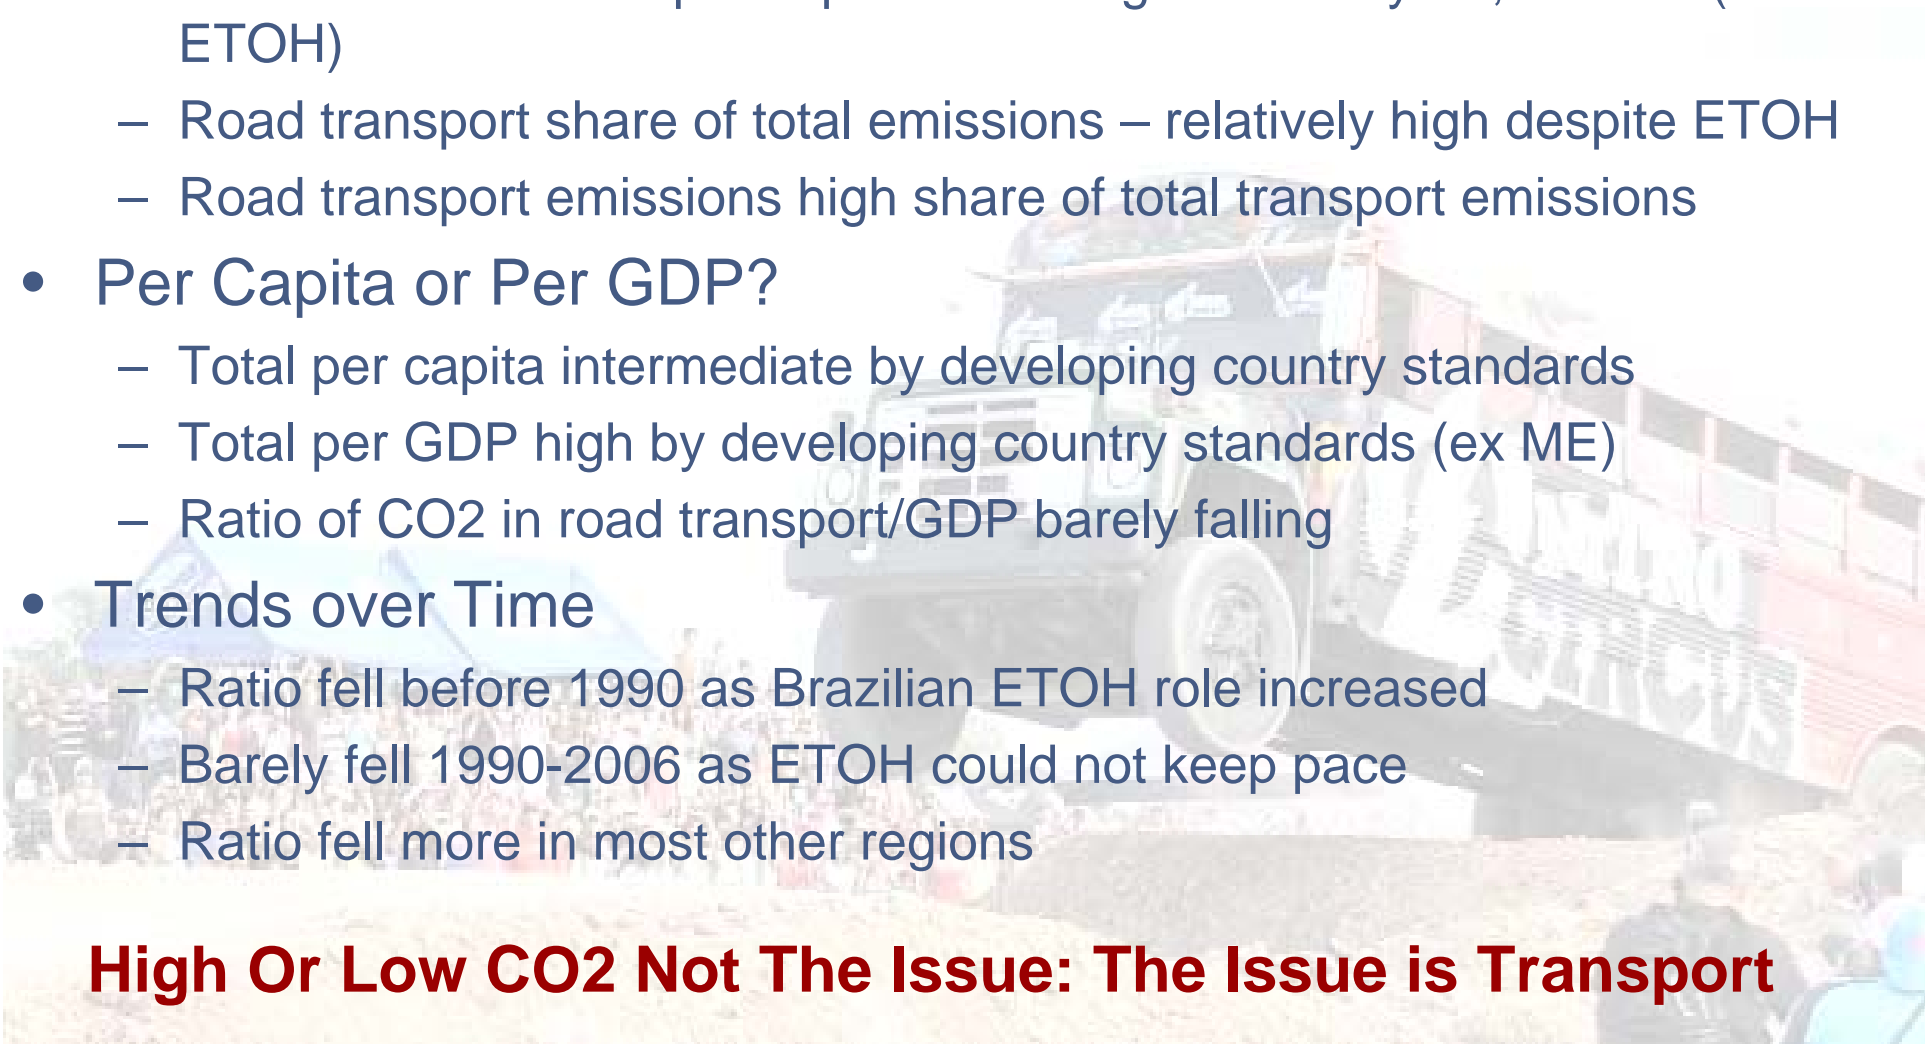 ETOH)
– Road transport share of total emissions – relatively high despite ETOH
– Road transport emissions high share of total transport emissions
• Per Capita or Per GDP?
– Total per capita intermediate by developing country standards
– Total per GDP high by developing country standards (ex ME)
– Ratio of CO2 in road transport/GDP barely falling
• Trends over Time
– Ratio fell before 1990 as Brazilian ETOH role increased
– Barely fell 1990-2006 as ETOH could not keep pace
– Ratio fell more in most other regions
NITRO
CIRCUS
High Or Low CO2 Not The Issue: The Issue is Transport